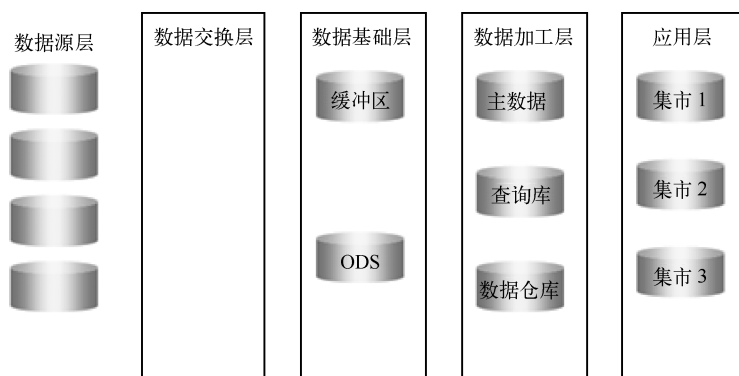 数据源层
数据交换层
数据基础层
缓冲区
ODS
数据加工层
主数据
查询库
数据仓库
应用层
集市 1
集市 2
集市 3